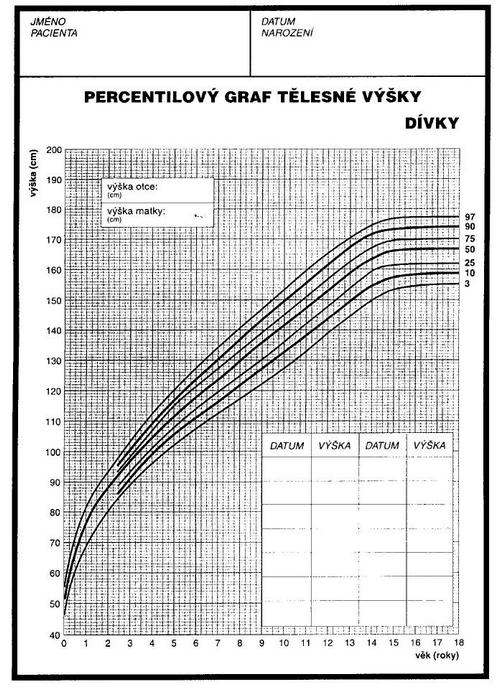 JMÉNO
PACIENTA
DATUM
NAROZENÍ
PERCENTILOVÝ GRAF TĚLESNÉ VÝŠKY
DÍVKY
výška (cm)
200
190
180
170
160
150
140
130
120
110
100
90
80
70
60
50
40
výška otce:
(cm)
výška matky:
(cm)
97
90
75
50
25
10
3
DATUM VÝŠKA DATUM VÝŠKA
0 1 2 3 4 5 6 7 8 9 10 11 12 13 14 15 16 17 18
věk (roky)